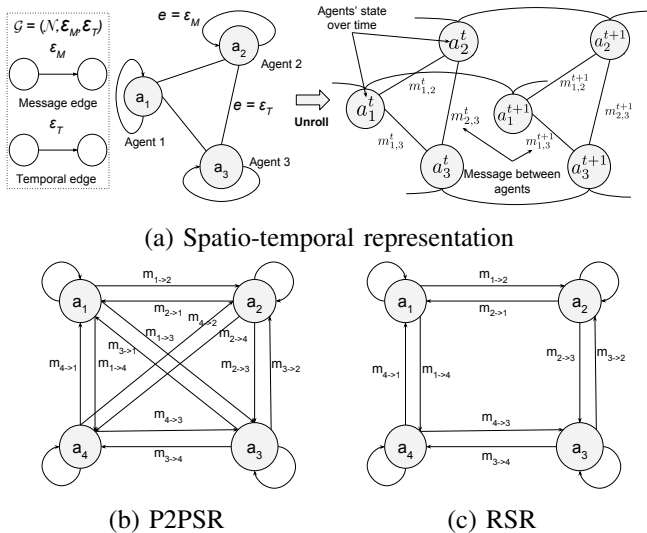 𝒢 = (𝒩, ℰ_M, ℰ_T)
ε_M
Message edge
ε_T
Temporal edge
e = ε_M
a_2
Agent 2
a_1
Agent 1
e = ε_T
a_3
Agent 3
Unroll
Agents' state
over time
a_2^t
a_2^{t+1}
m_{1,2}^t
m_{1,2}^{t+1}
a_1^t
a_1^{t+1}
m_{2,3}^t
m_{2,3}^{t+1}
m_{1,3}^t
m_{1,3}^{t+1}
a_3^t
a_3^{t+1}
Message between
agents
(a) Spatio-temporal representation
m_{1->2}
a_1
a_2
m_{2->1}
m_{4->2}
m_{1->3}
m_{2->4}
m_{3->1}
m_{4->1}
m_{1->4}
m_{2->3}
m_{3->2}
m_{4->3}
a_4
a_3
m_{3->4}
(b) P2PSR
m_{1->2}
a_1
a_2
m_{2->1}
m_{4->1}
m_{1->4}
m_{2->3}
m_{3->2}
m_{4->3}
a_4
a_3
m_{3->4}
(c) RSR